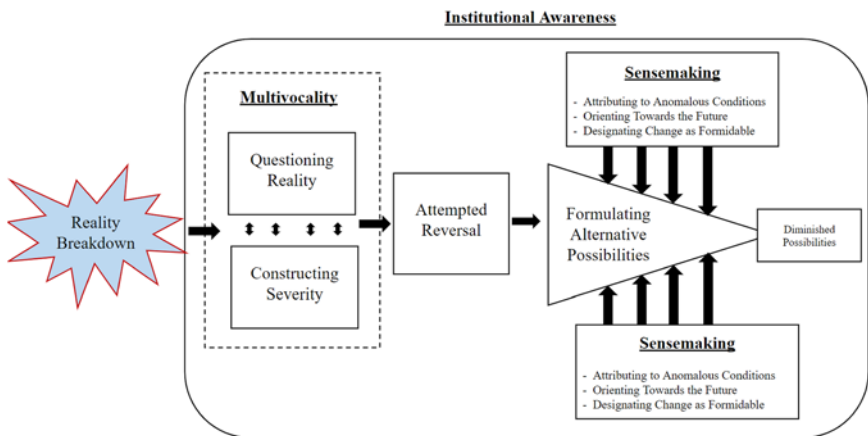 Institutional Awareness
Reality
Breakdown
Multivocality
Questioning
Reality
Constructing
Severity
Attempted
Reversal
Sensemaking
- Attributing to Anomalous Conditions
- Orienting Towards the Future
- Designating Change as Formidable
Formulating
Alternative
Possibilities
Diminished
Possibilities
Sensemaking
- Attributing to Anomalous Conditions
- Orienting Towards the Future
- Designating Change as Formidable